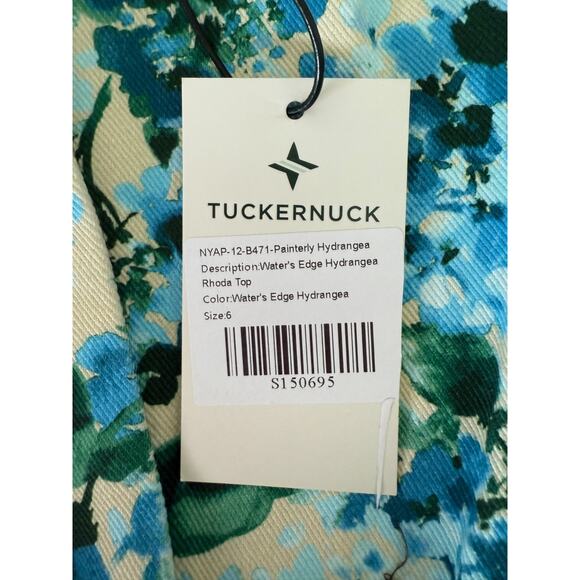 TUCKERNUCK
NYAP-12-B471-Painterly Hydrangea
Description:Water's Edge Hydrangea
Rhoda Top
Color:Water's Edge Hydrangea
Size:6
S150695